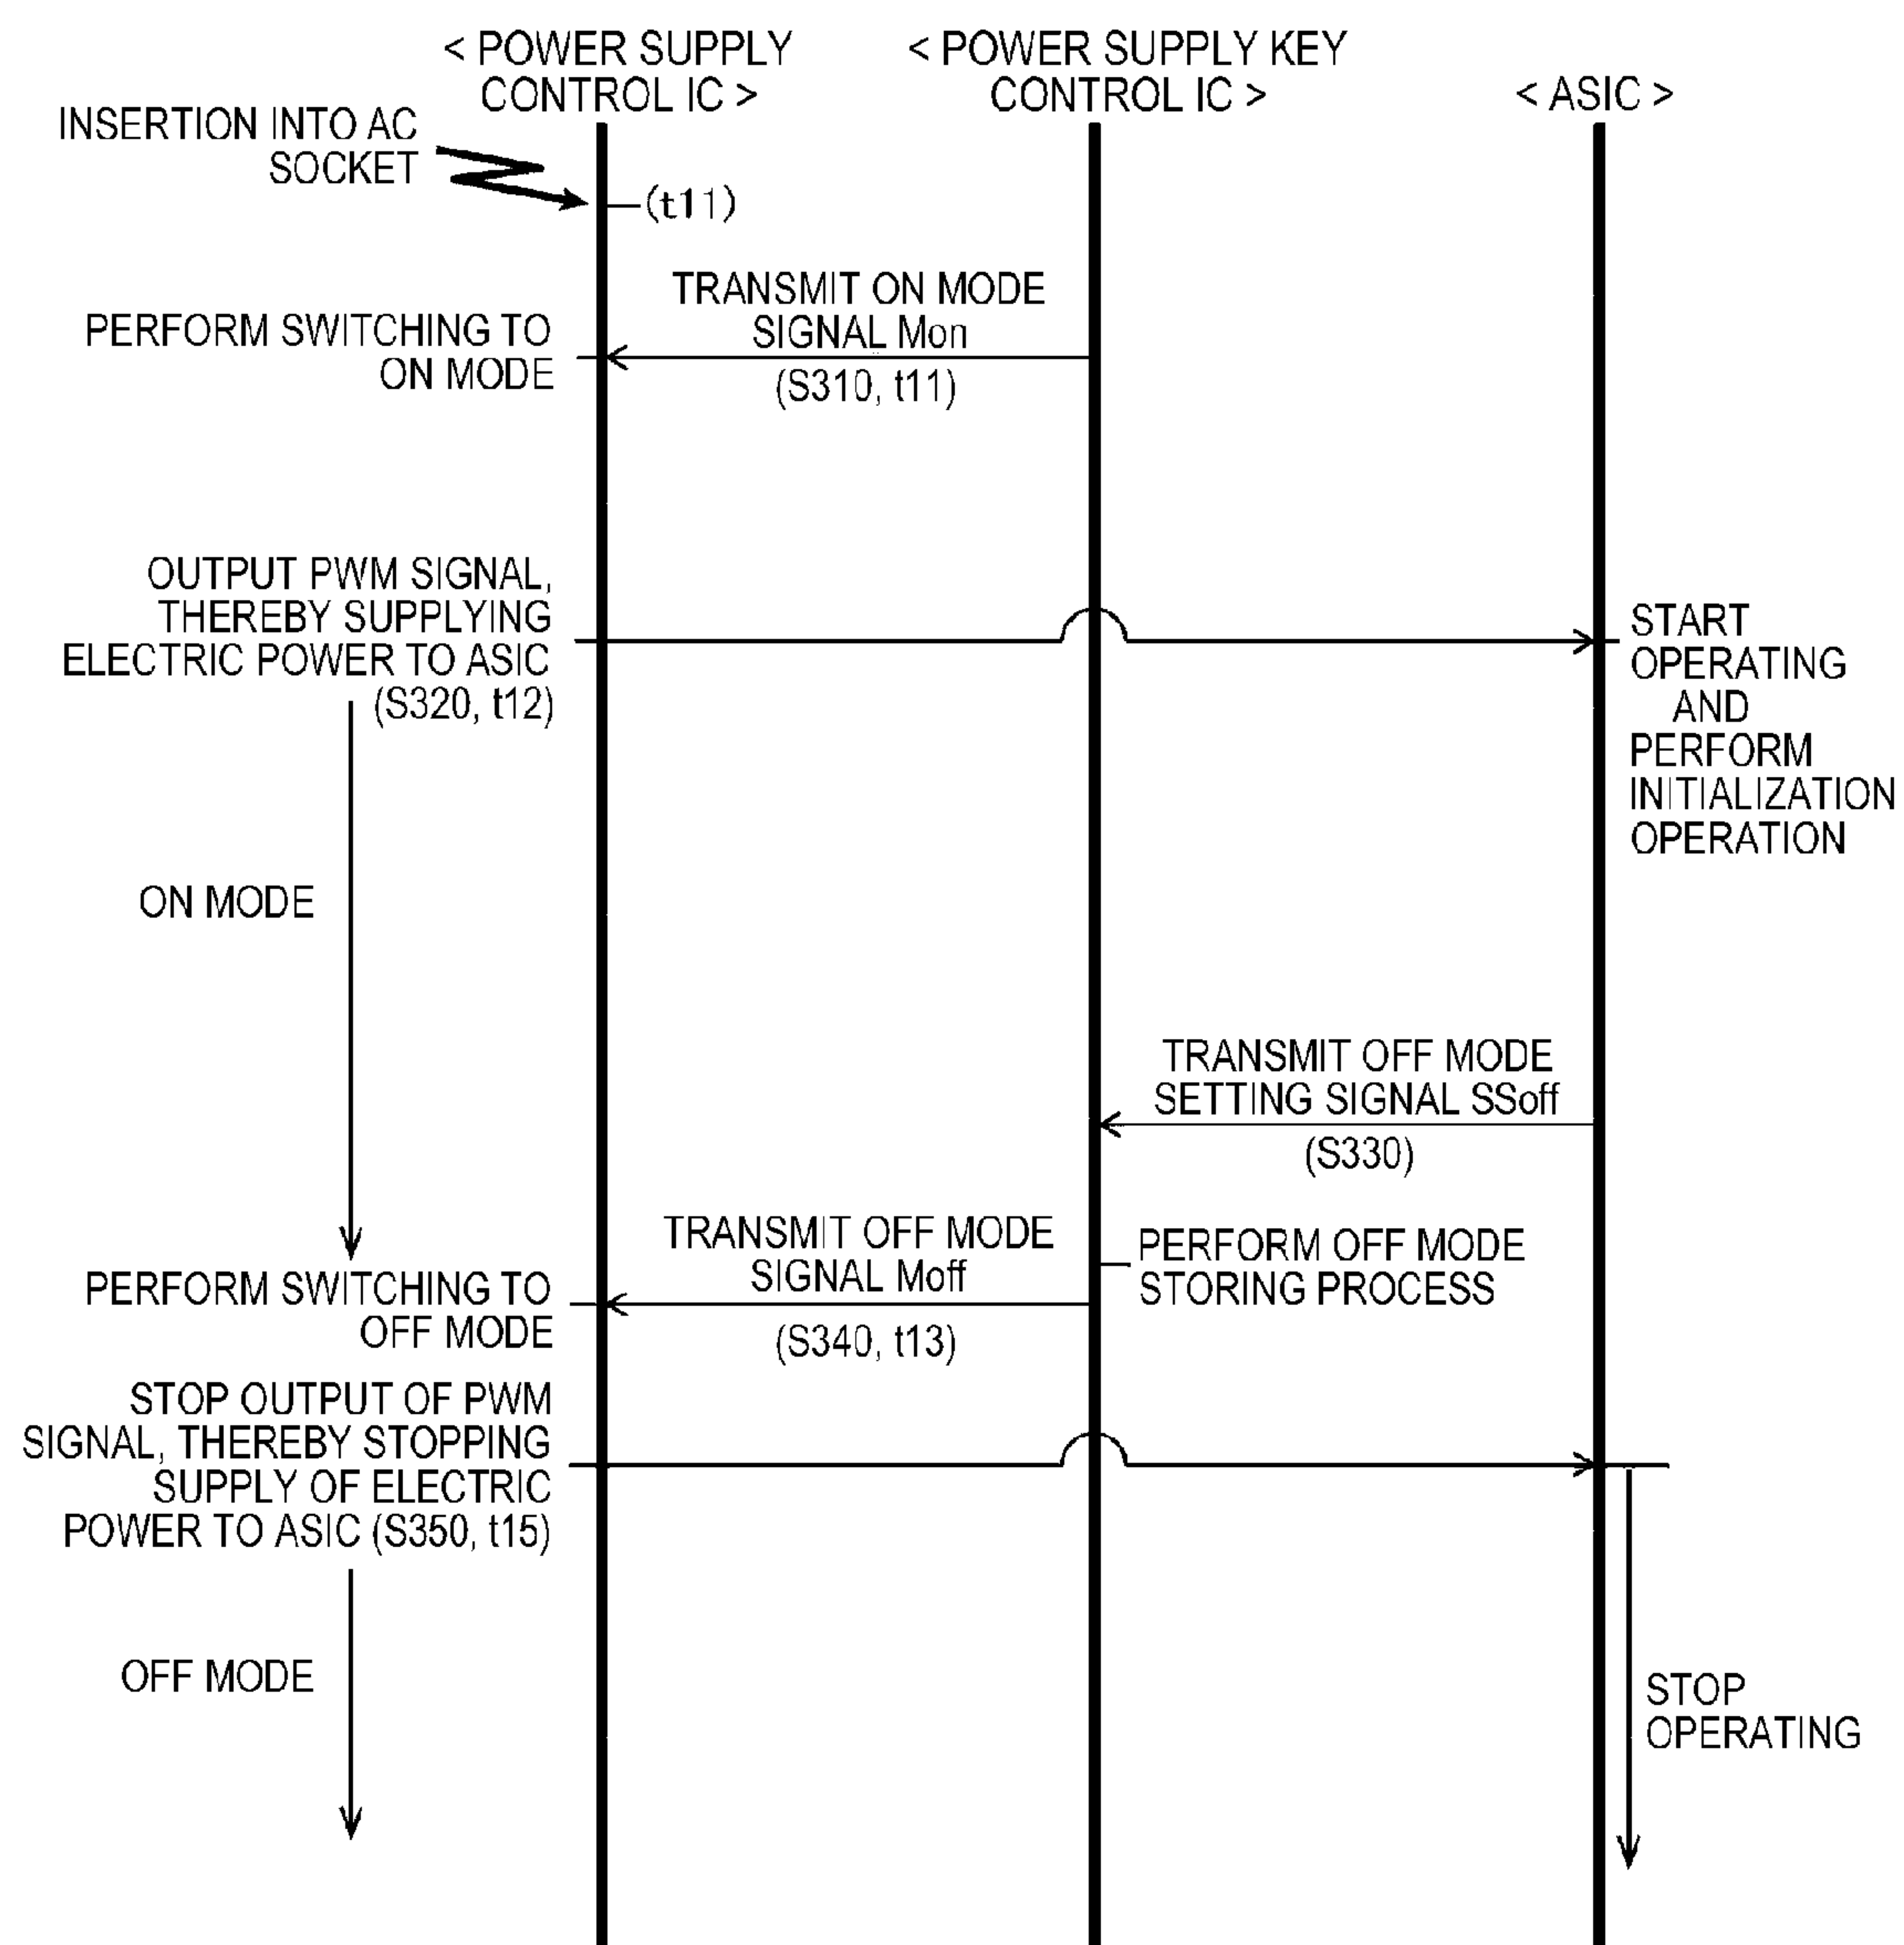 < POWER SUPPLY
CONTROL IC >
< POWER SUPPLY KEY
CONTROL IC >
< ASIC >
INSERTION INTO AC
SOCKET
(t11)
TRANSMIT ON MODE
SIGNAL Mon
(S310, t11)
PERFORM SWITCHING TO
ON MODE
OUTPUT PWM SIGNAL,
THEREBY SUPPLYING
ELECTRIC POWER TO ASIC
(S320, t12)
START
OPERATING
AND
PERFORM
INITIALIZATION
OPERATION
ON MODE
TRANSMIT OFF MODE
SETTING SIGNAL SSoff
(S330)
TRANSMIT OFF MODE
SIGNAL Moff
(S340, t13)
PERFORM OFF MODE
STORING PROCESS
PERFORM SWITCHING TO
OFF MODE
STOP OUTPUT OF PWM
SIGNAL, THEREBY STOPPING
SUPPLY OF ELECTRIC
POWER TO ASIC (S350, t15)
OFF MODE
STOP
OPERATING